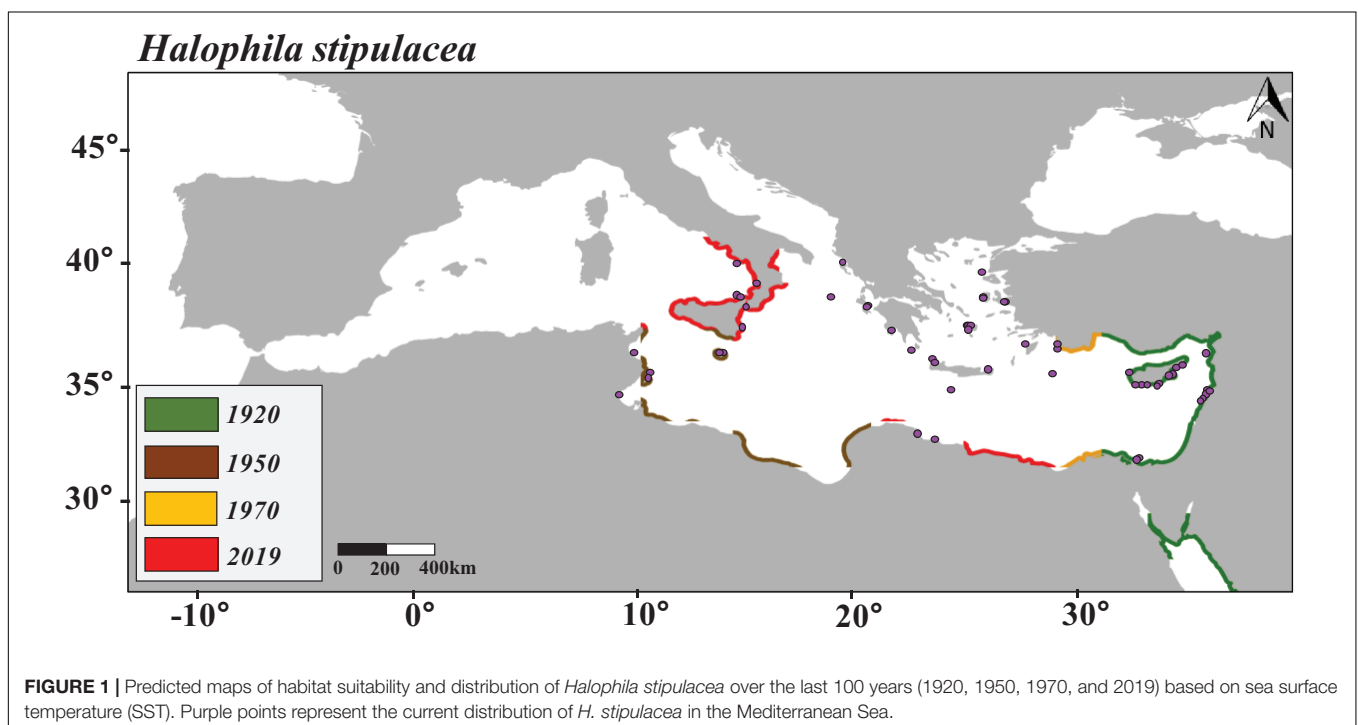 Halophila stipulacea
N
45°
40°
35°
30°
1920
1950
1970
2019
0 200 400km
-10° 0° 10° 20° 30°
FIGURE 1 | Predicted maps of habitat suitability and distribution of Halophila stipulacea over the last 100 years (1920, 1950, 1970, and 2019) based on sea surface
temperature (SST). Purple points represent the current distribution of H. stipulacea in the Mediterranean Sea.